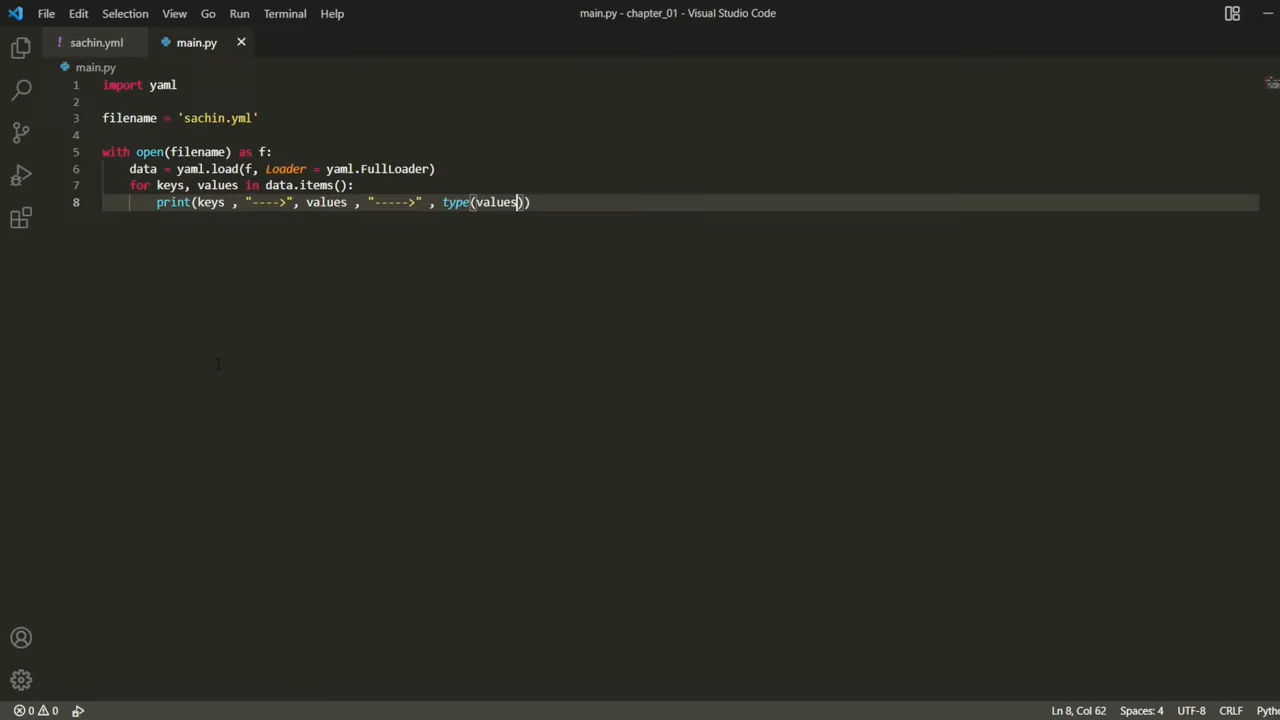 File Edit Selection View Go Run Terminal Help
main.py - chapter_01 - Visual Studio Code
! sachin.yml
main.py ×
main.py
1 import yaml
2
3 filename = 'sachin.yml'
4
5 with open(filename) as f:
6 data = yaml.load(f, Loader = yaml.FullLoader)
7 for keys, values in data.items():
8 print(keys , "---->", values , "----->" , type(values))
0 0
Ln 8, Col 62 Spaces: 4 UTF-8 CRLF